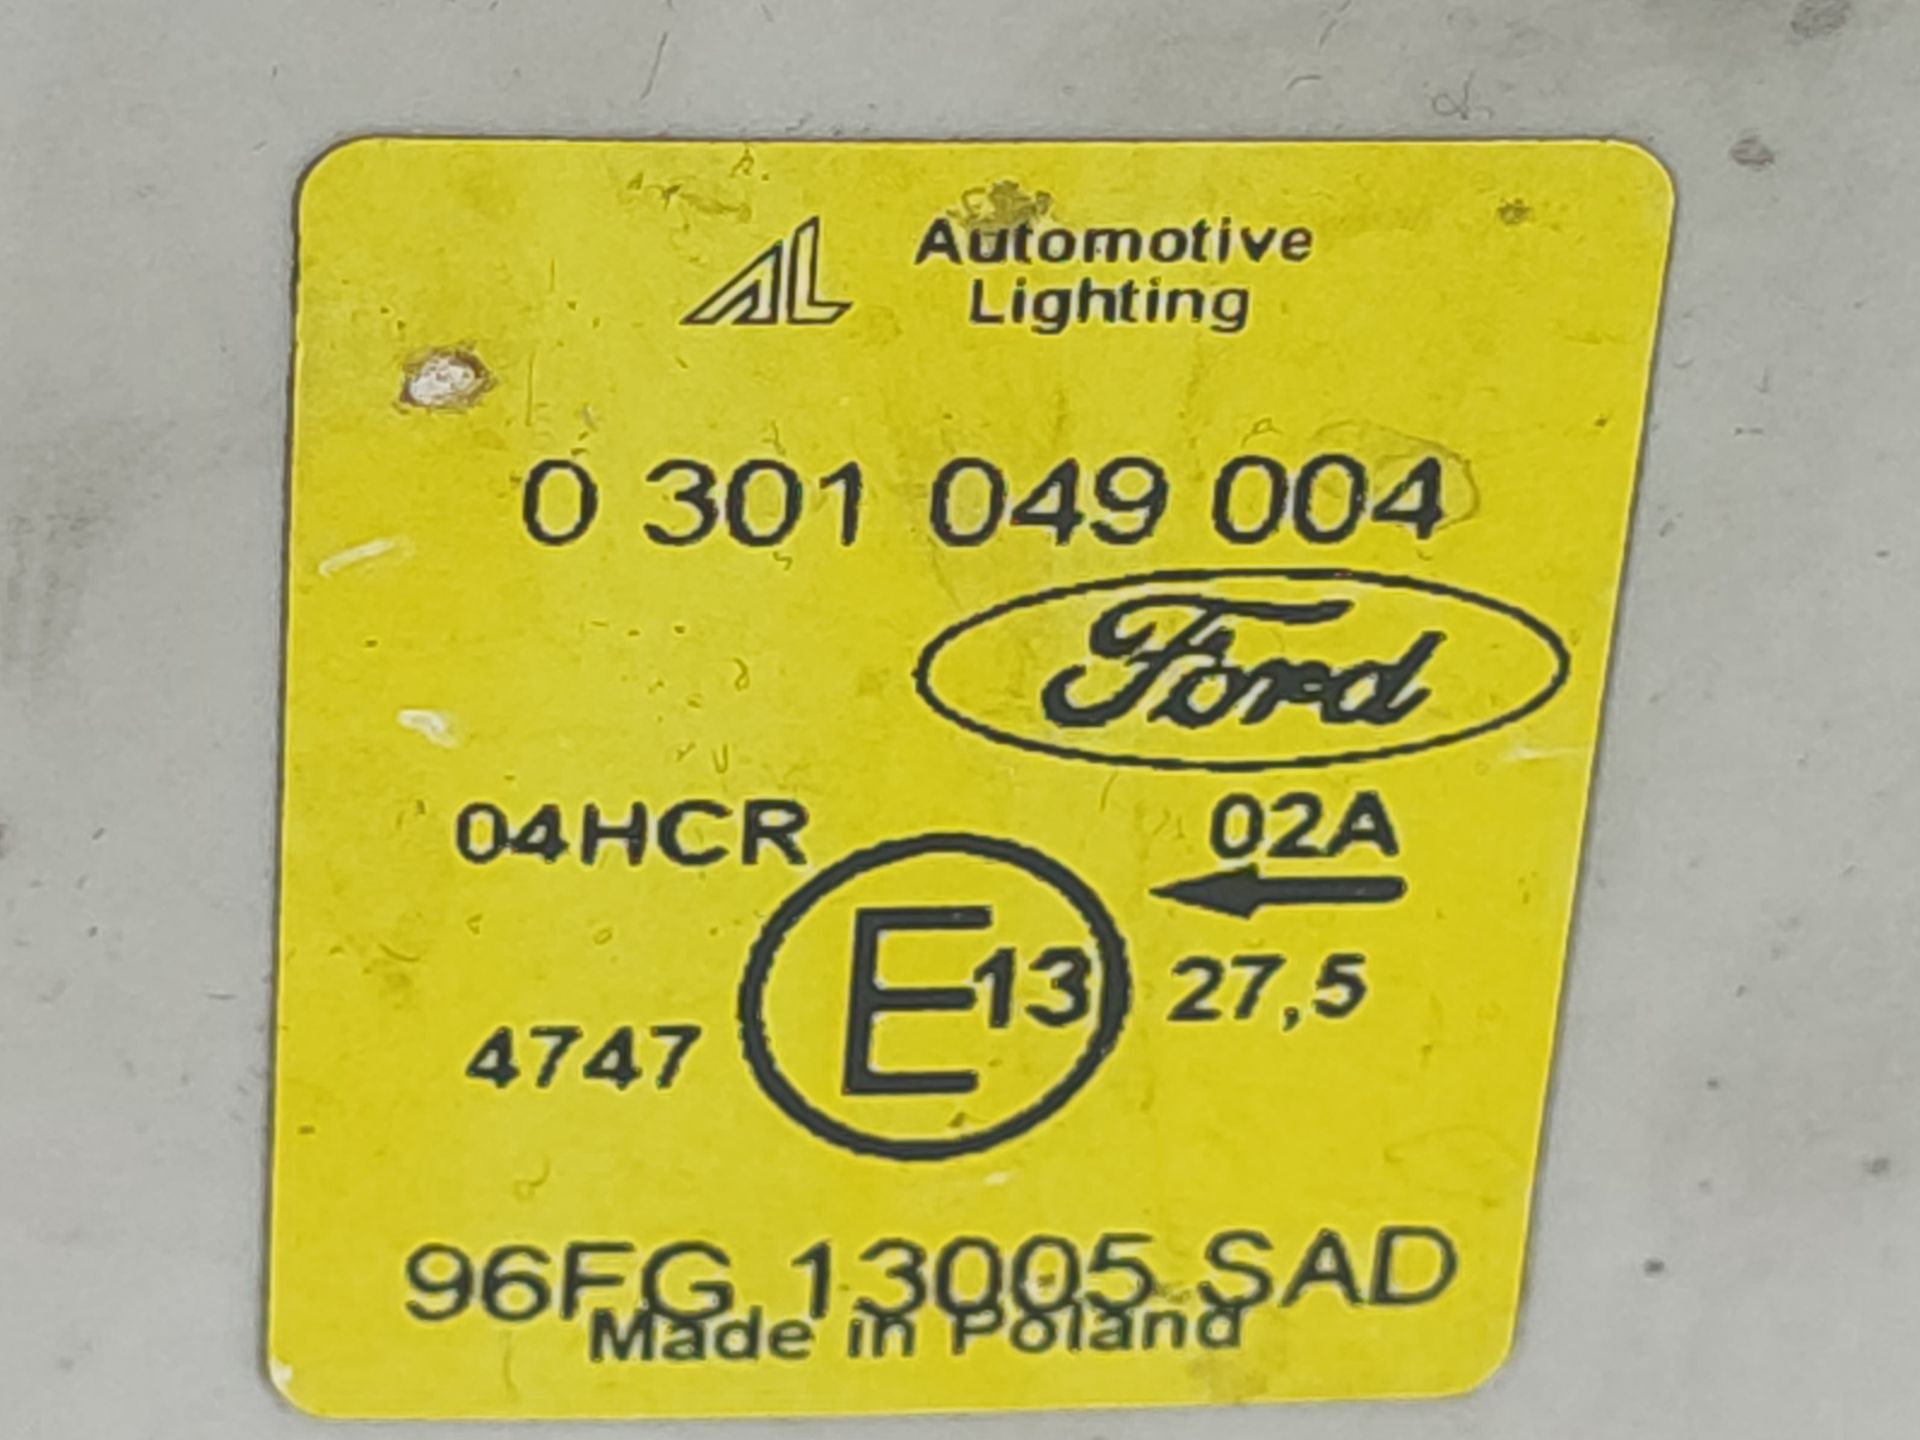 AL Automotive
Lighting
0 301 049 004
Ford
04HCR 02A
E13 27,5
4747
96FG 13005 SAD
Made in Poland